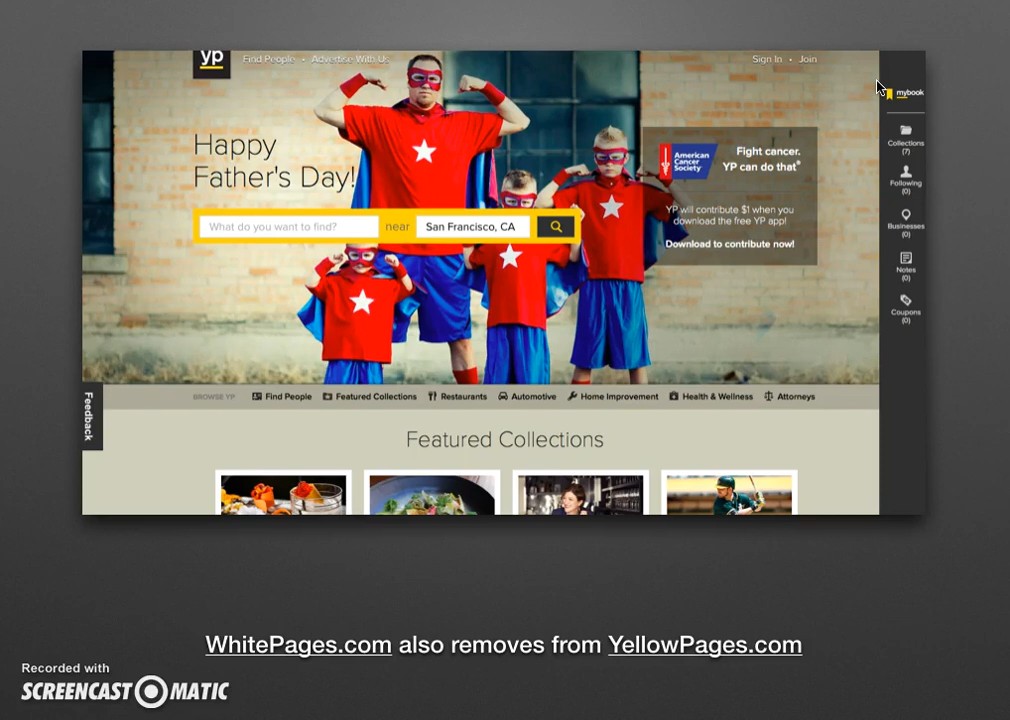 yp
Find People • Advertise With Us
Sign In • Join
mybook
Collections
(7)
Following
(0)
Businesses
(0)
Notes
(0)
Coupons
(0)
Happy
Father's Day!
American
Cancer
Society
Fight cancer.
YP can do that®
YP will contribute $1 when you
download the free YP app!
Download to contribute now!
What do you want to find? near San Francisco, CA
Feedback
BROWSE YP Find People Featured Collections Restaurants Automotive Home Improvement Health & Wellness Attorneys
Featured Collections
WhitePages.com also removes from YellowPages.com
Recorded with
SCREENCAST-O-MATIC